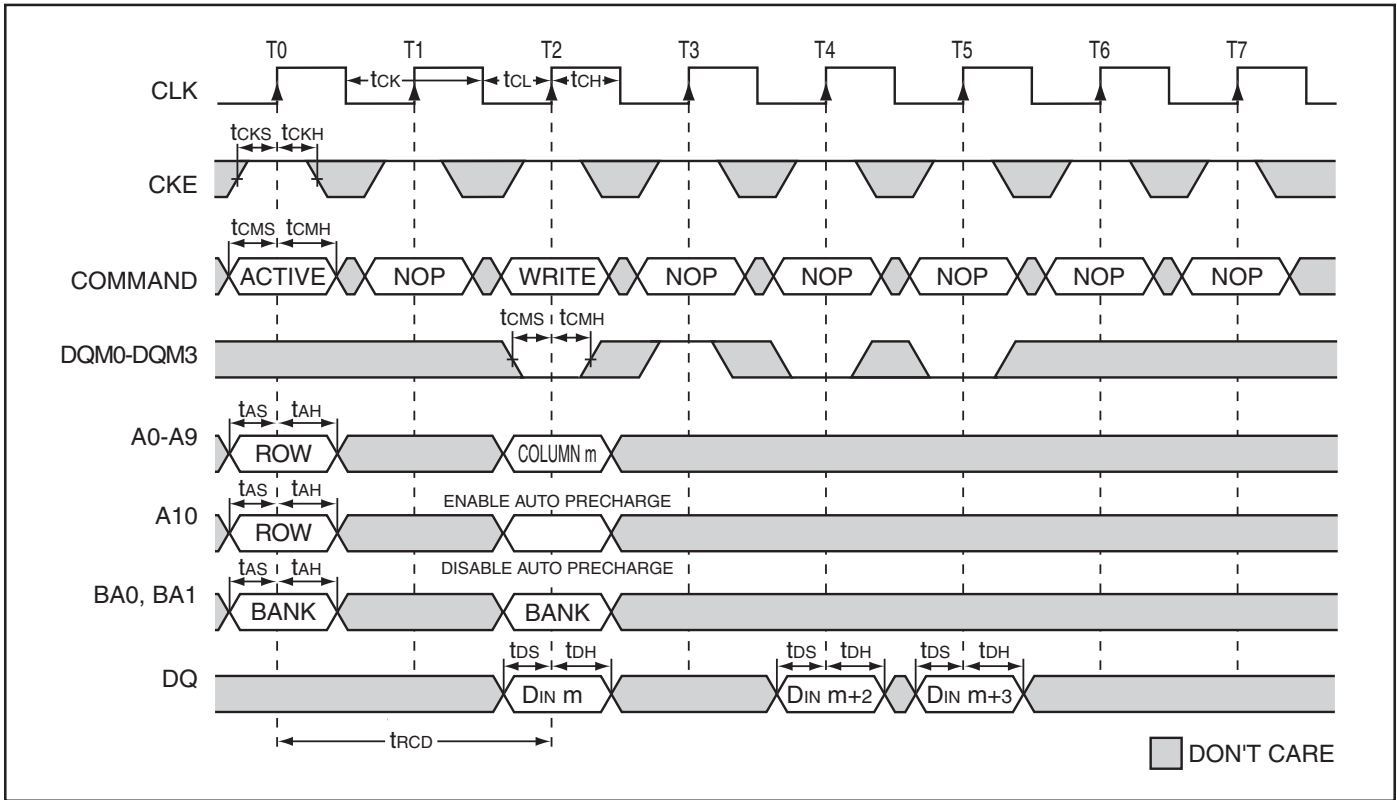 T0 T1 T2 T3 T4 T5 T6 T7
CLK tCK tCL tCH
tCKS tCKH
CKE
tCMS tCMH
COMMAND ACTIVE NOP WRITE NOP NOP NOP NOP NOP
tCMS tCMH
DQM0-DQM3
tAS tAH
A0-A9 ROW COLUMN m
tAS tAH ENABLE AUTO PRECHARGE
A10 ROW
tAS tAH DISABLE AUTO PRECHARGE
BA0, BA1 BANK BANK
tDS tDH tDS tDH tDS tDH
DQ DIN m DIN m+2 DIN m+3
tRCD
DON'T CARE